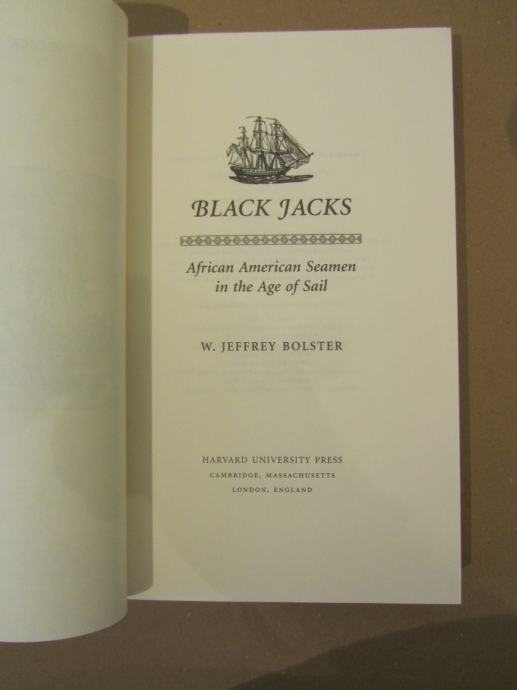 BLACK JACKS
African American Seamen
in the Age of Sail
W. JEFFREY BOLSTER
HARVARD UNIVERSITY PRESS
CAMBRIDGE, MASSACHUSETTS
LONDON, ENGLAND